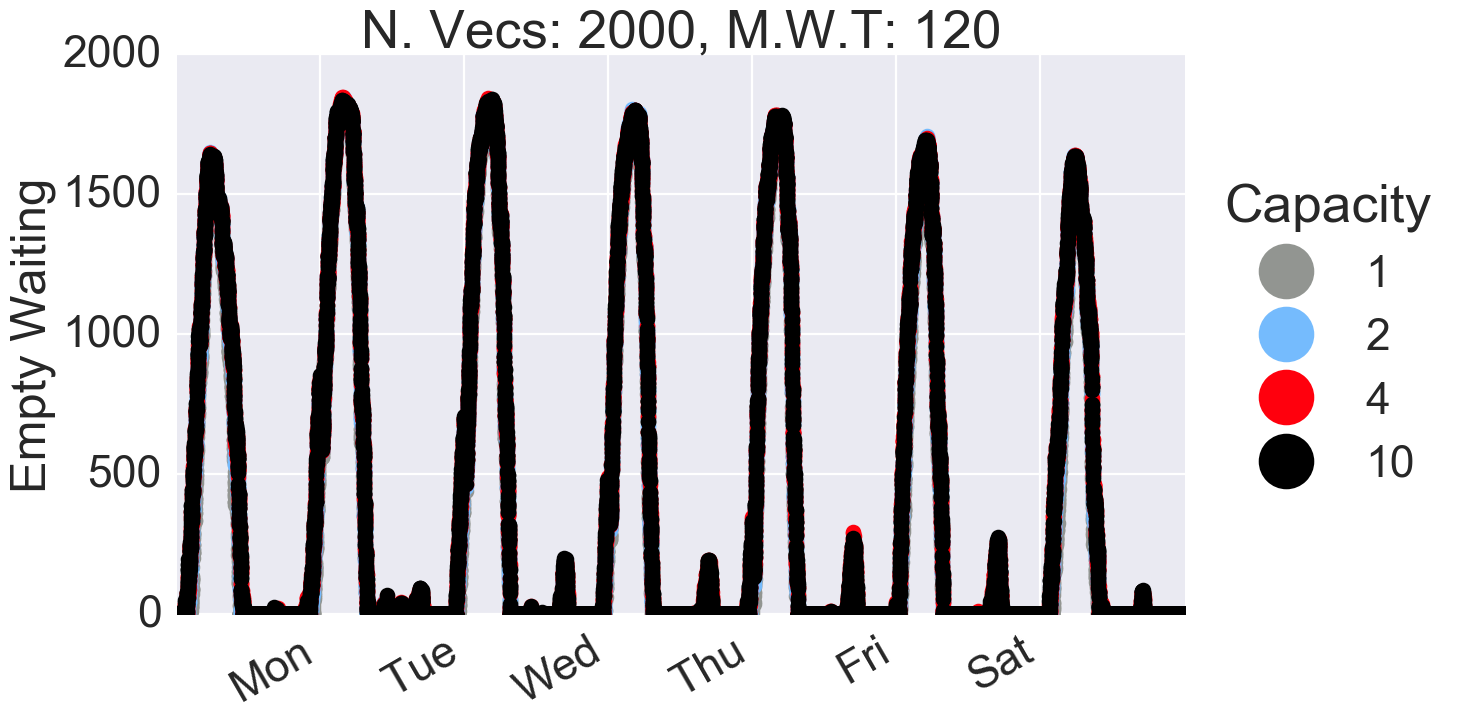 N. Vecs: 2000, M.W.T: 120
2000
1500
1000
500
0
Empty Waiting
Mon
Tue
Wed
Thu
Fri
Sat
Capacity
1
2
4
10